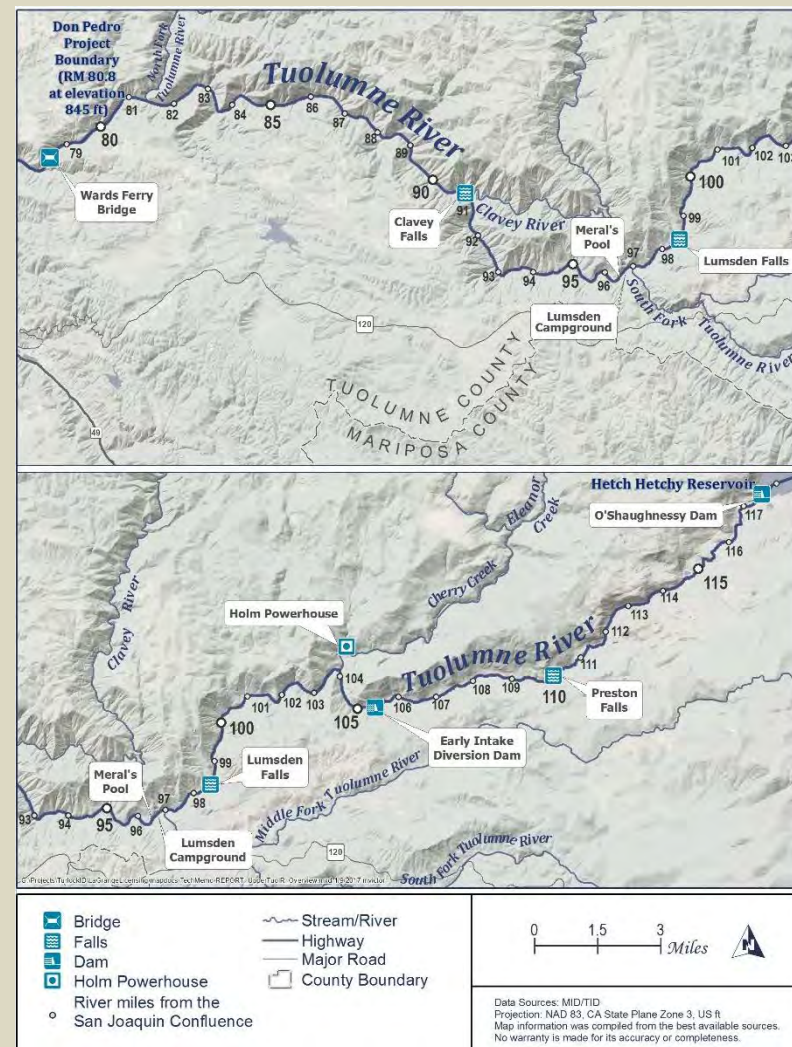 Don Pedro
Project
Boundary
(RM 80.8
at elevation
845 ft)
North Fork
Tuolumne River
Tuolumne River
79
80
81
82
83
84
85
86
87
88
89
90
91
92
93
94
95
96
97
98
99
100
101
102
103
Wards Ferry
Bridge
Clavey
Falls
Clavey River
Meral's
Pool
Lumsden Falls
Lumsden
Campground
South Fork
Tuolumne River
120
49
TUOLUMNE COUNTY
MARIPOSA COUNTY
Hetch Hetchy Reservoir
O'Shaughnessy Dam
117
116
115
114
113
112
111
110
109
108
107
106
105
104
103
102
101
100
99
98
97
96
95
94
93
Eleanor
Creek
Cherry Creek
Clavey River
Holm Powerhouse
Tuolumne River
Preston
Falls
Early Intake
Diversion Dam
Lumsden
Falls
Meral's
Pool
Lumsden
Campground
Middle Fork Tuolumne River
South Fork Tuolumne River
120
Bridge
Falls
Dam
Holm Powerhouse
River miles from the
San Joaquin Confluence
Stream/River
Highway
Major Road
County Boundary
0 1.5 3 Miles
N
Data Sources: MID/TID
Projection: NAD 83, CA State Plane Zone 3, US ft
Map information was compiled from the best available sources.
No warranty is made for its accuracy or completeness.